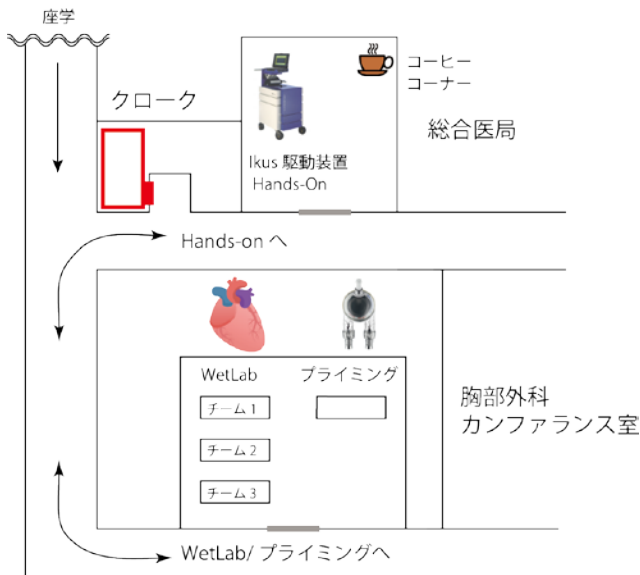 座学
クローク
コーヒー
コーナー
総合医局
Ikus 駆動装置
Hands-On
Hands-on へ
WetLab
プライミング
チーム 1
チーム 2
チーム 3
胸部外科
カンファランス室
WetLab/ プライミングへ